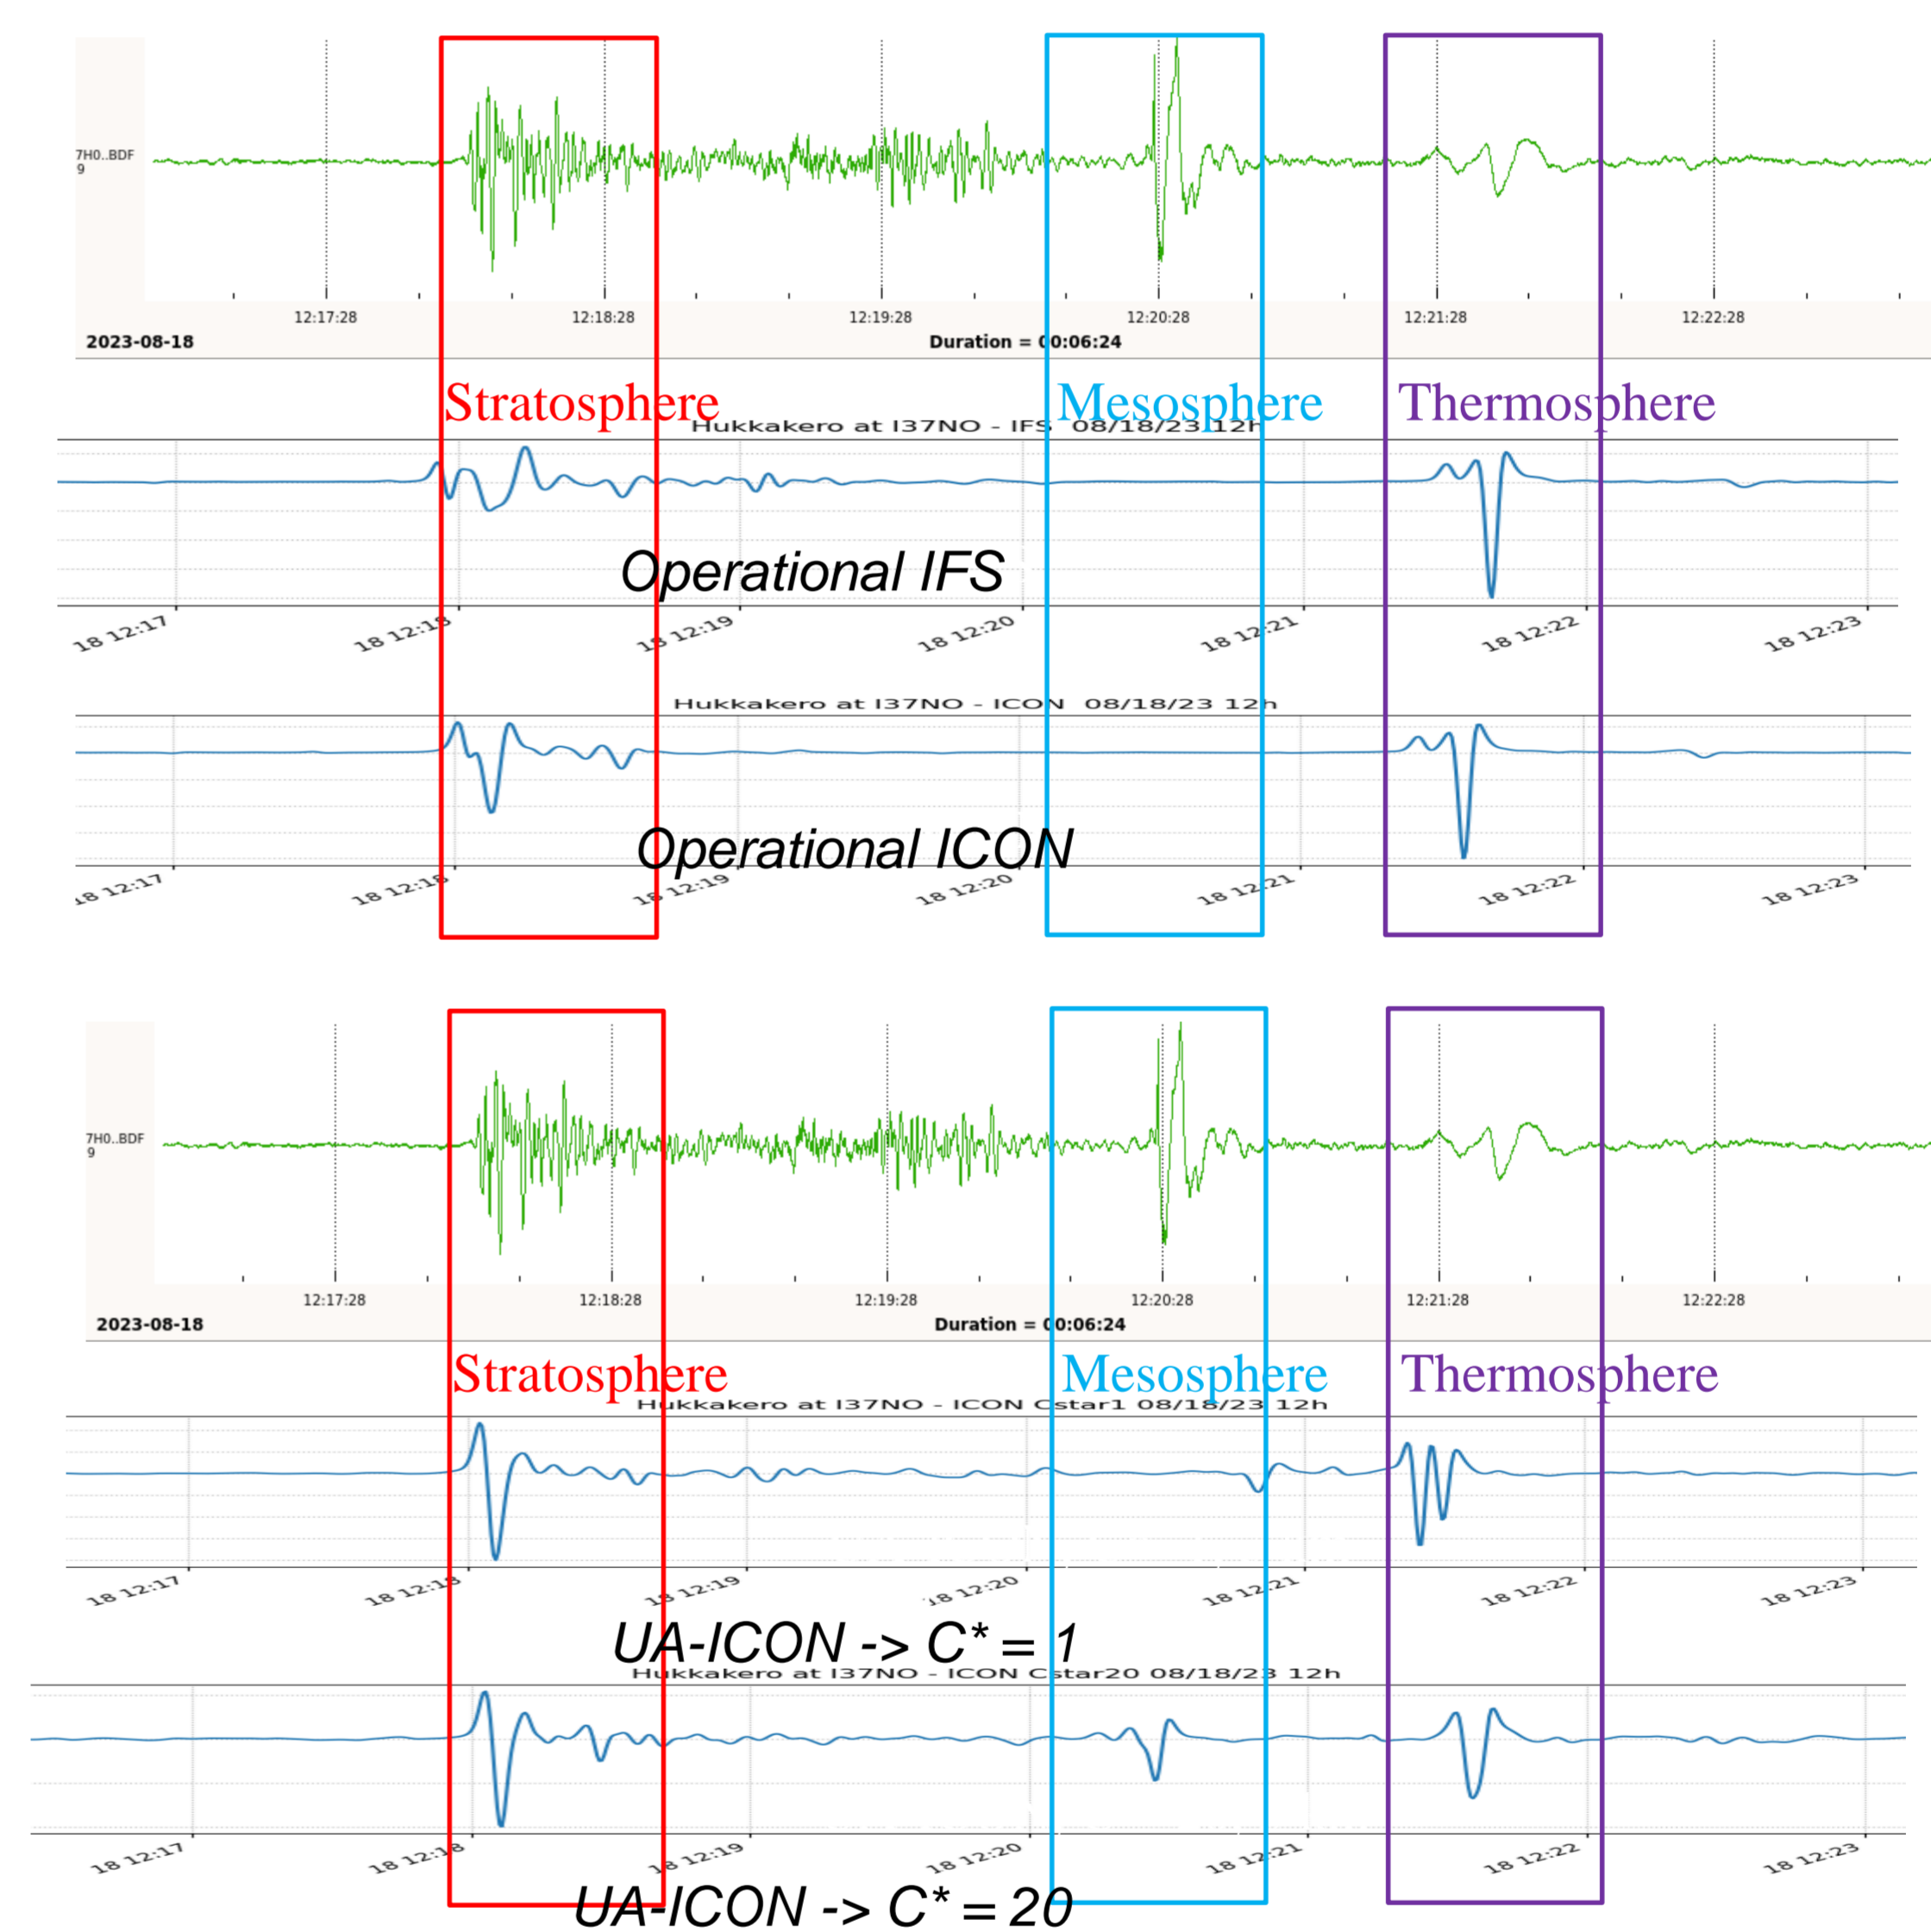 7H0..BDF
9
12:17:28 12:18:28 12:19:28 12:20:28 12:21:28 12:22:28
2023-08-18 Duration = 00:06:24
Stratosphere Mesosphere Thermosphere
Hukkakero at I37NO - IFS 08/18/23 12h
Operational IFS
18 12:17 18 12:18 18 12:19 18 12:20 18 12:21 18 12:22 18 12:23
Hukkakero at I37NO - ICON 08/18/23 12h
Operational ICON
18 12:17 18 12:18 18 12:19 18 12:20 18 12:21 18 12:22 18 12:23
7H0..BDF
9
12:17:28 12:18:28 12:19:28 12:20:28 12:21:28 12:22:28
2023-08-18 Duration = 00:06:24
Stratosphere Mesosphere Thermosphere
Hukkakero at I37NO - ICON Cstar1 08/18/23 12h
18 12:17 18 12:18 18 12:19 18 12:20 18 12:21 18 12:22 18 12:23
UA-ICON -> C* = 1
Hukkakero at I37NO - ICON Cstar20 08/18/23 12h
18 12:17 18 12:18 18 12:19 18 12:20 18 12:21 18 12:22 18 12:23
UA-ICON -> C* = 20